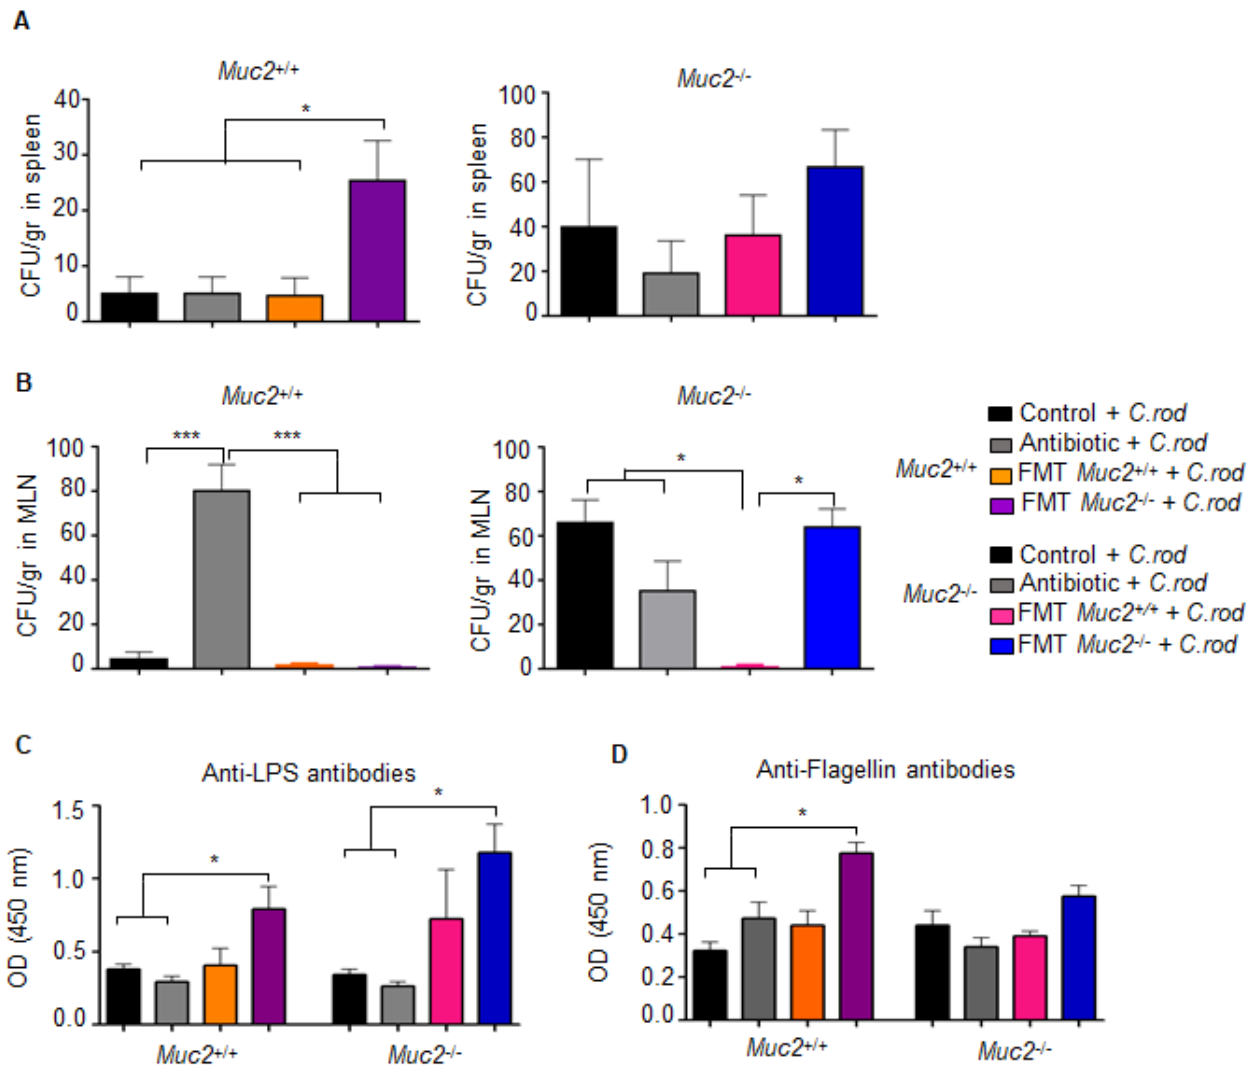 A
Muc2+/+
Muc2-/-
CFU/gr in spleen
40
30
20
10
0
*
CFU/gr in spleen
100
80
60
40
20
0
B
Muc2+/+
Muc2-/-
CFU/gr in MLN
100
80
60
40
20
0
***
***
CFU/gr in MLN
100
80
60
40
20
0
*
*
Muc2+/+
Control + C.rod
Antibiotic + C.rod
FMT Muc2+/+ + C.rod
FMT Muc2-/- + C.rod
Muc2-/-
Control + C.rod
Antibiotic + C.rod
FMT Muc2+/+ + C.rod
FMT Muc2-/- + C.rod
C
Anti-LPS antibodies
OD (450 nm)
1.5
1.0
0.5
0.0
*
*
Muc2+/+
Muc2-/-
D
Anti-Flagellin antibodies
OD (450 nm)
1.0
0.8
0.6
0.4
0.2
0.0
*
Muc2+/+
Muc2-/-